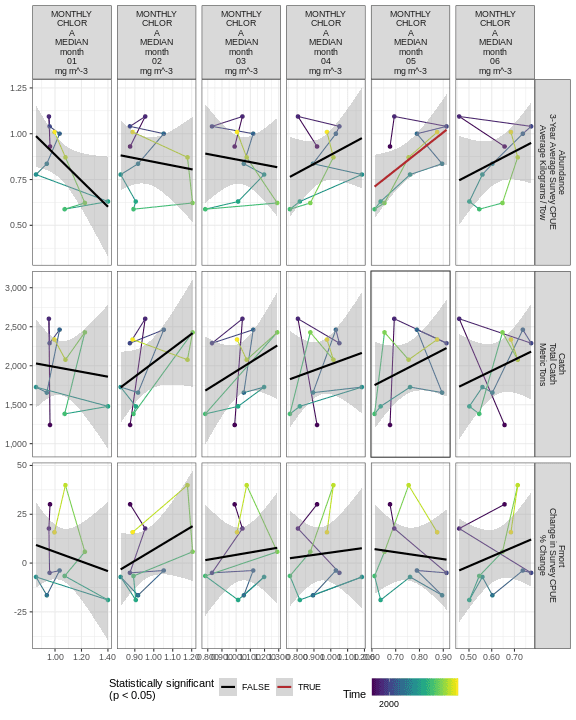 MONTHLY MONTHLY MONTHLY MONTHLY MONTHLY MONTHLY
CHLOR CHLOR CHLOR CHLOR CHLOR CHLOR
A A A A A A
MEDIAN MEDIAN MEDIAN MEDIAN MEDIAN MEDIAN
month month month month month month
01 02 03 04 05 06
mg m^-3 mg m^-3 mg m^-3 mg m^-3 mg m^-3 mg m^-3
1.25
1.00
0.75
0.50
Abundance
3-Year Average Survey CPUE
Average Kilograms / Tow
3,000
2,500
2,000
1,500
1,000
Catch
Total Catch
Metric Tons
50
25
0
-25
Fmort
Change in Survey CPUE
% Change
1.00 1.20 1.40 0.90 1.00 1.10 1.20 0.70 0.80 0.90 0.50 0.60 0.70
Statistically significant
(p < 0.05)
FALSE TRUE
Time
2000